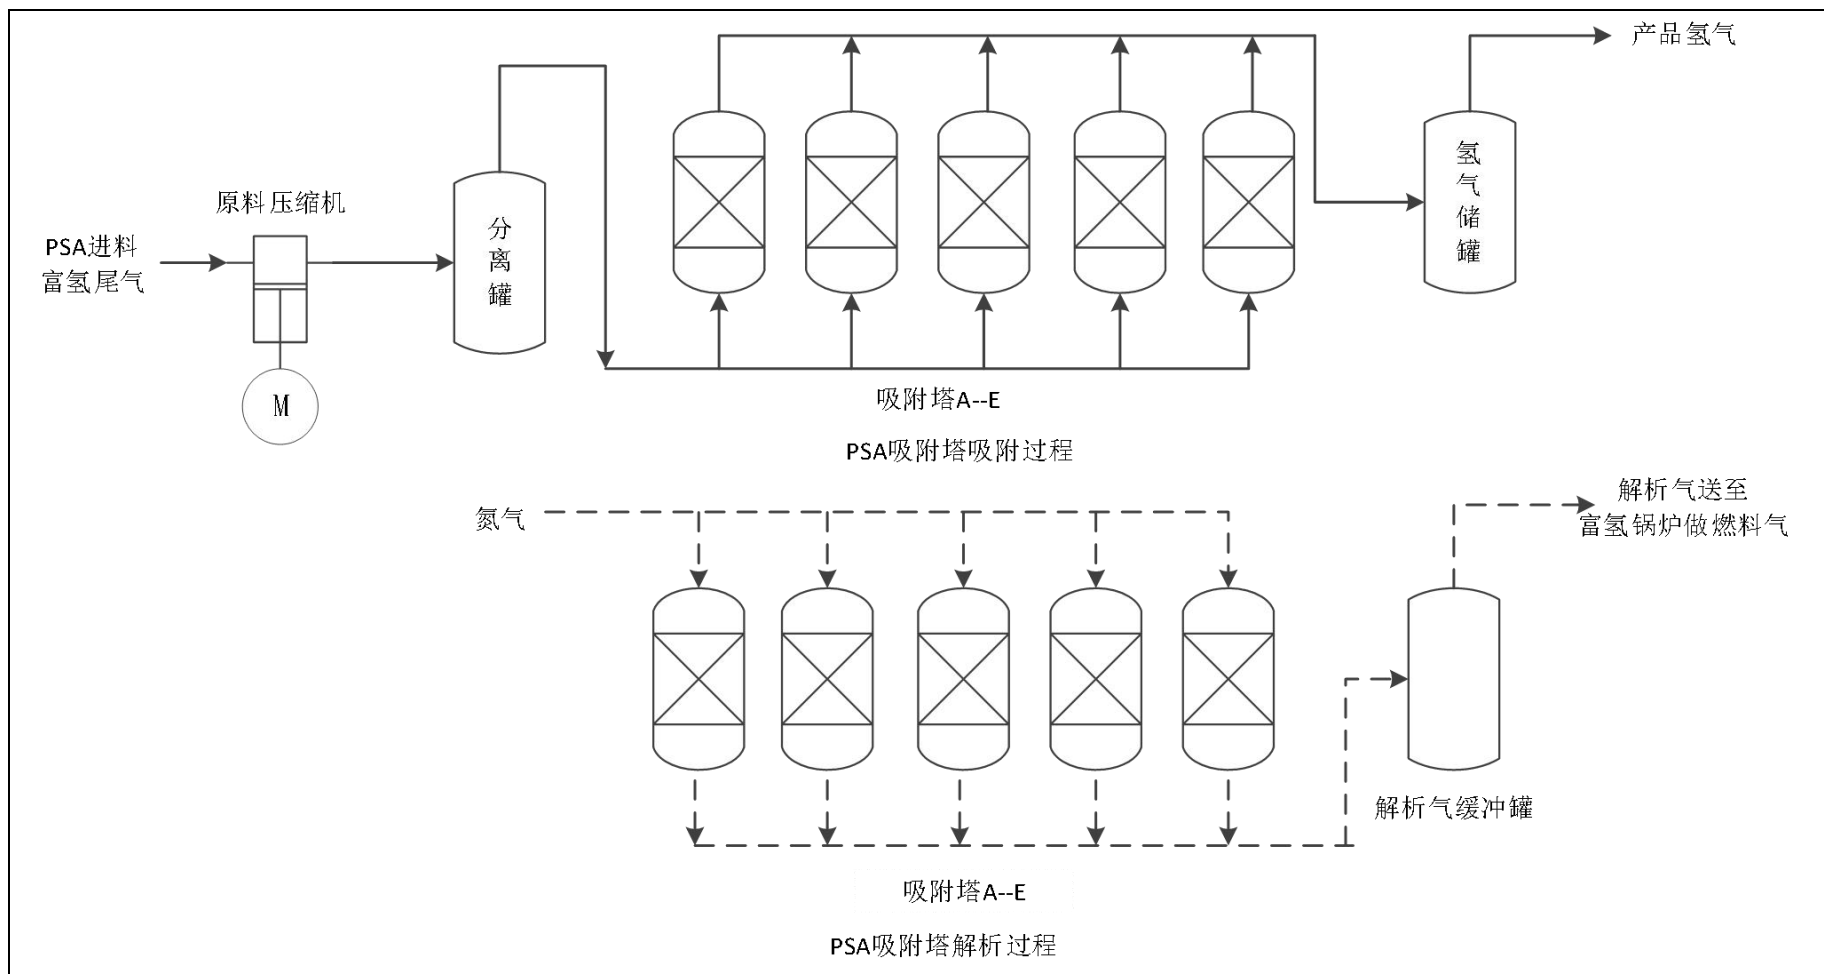 产品氢气
原料压缩机
PSA进料
富氢尾气
分离罐
氢气储罐
M
吸附塔A--E
PSA吸附塔吸附过程
氮气
解析气送至
富氢锅炉做燃料气
解析气缓冲罐
吸附塔A--E
PSA吸附塔解析过程